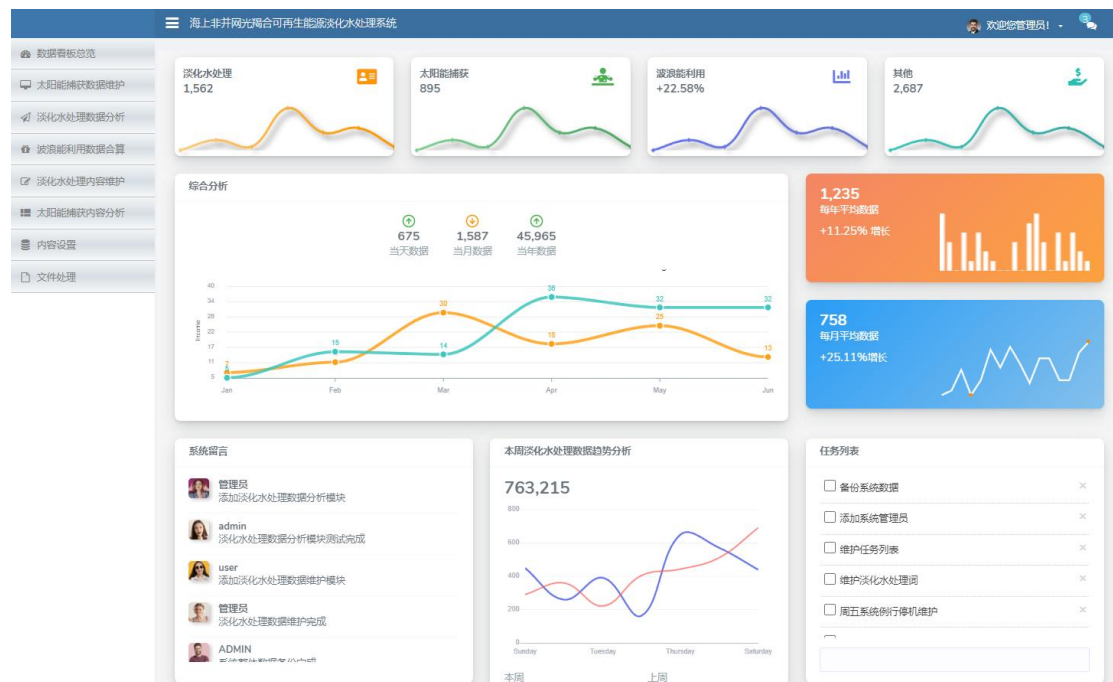 海上非并网光羯合可再生能源淡化水处理系统
欢迎您管理员!
3
数据看板总览
太阳能捕获数据维护
淡化水处理数据分析
波浪能利用数据合算
淡化水处理内容维护
太阳能捕获内容分析
内容设置
文件处理
淡化水处理
1,562
太阳能捕获
895
波浪能利用
+22.58%
其他
2,687
综合分析
675
当天数据
1,587
当月数据
45,965
当年数据
Income
40
34
28
22
17
11
5
15
30
14
36
18
32
25
32
13
Jan
Feb
Mar
Apr
May
Jun
1,235
每年平均数据
+11.25% 增长
758
每月平均数据
+25.11%增长
系统留言
管理员
添加淡化水处理数据分析模块
admin
淡化水处理数据分析模块测试完成
user
添加淡化水处理数据维护模块
管理员
淡化水处理数据维护完成
ADMIN
系统整体数据备份完成
本周淡化水处理数据趋势分析
763,215
800
600
400
200
0
Sunday
Tuesday
Thursday
Saturday
本周
上周
任务列表
备份系统数据
添加系统管理员
维护任务列表
维护淡化水处理词
周五系统例行停机维护